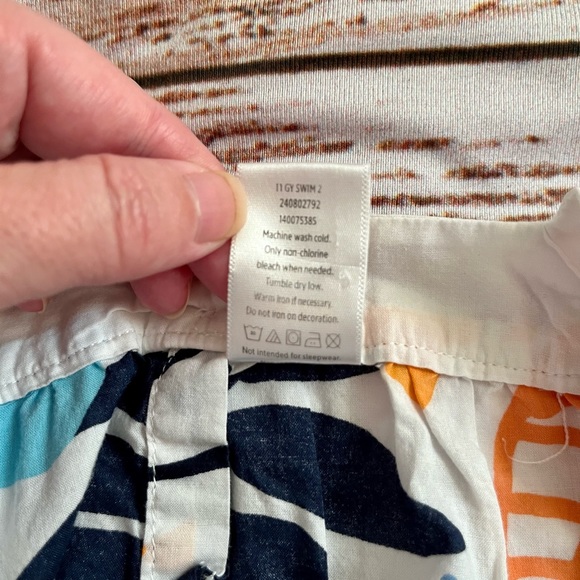 11 GY SWIM 2
240802792
140075385
Machine wash cold.
Only non-chlorine
bleach when needed.
Tumble dry low.
Warm iron if necessary.
Do not iron on decoration.
Not intended for sleepwear.